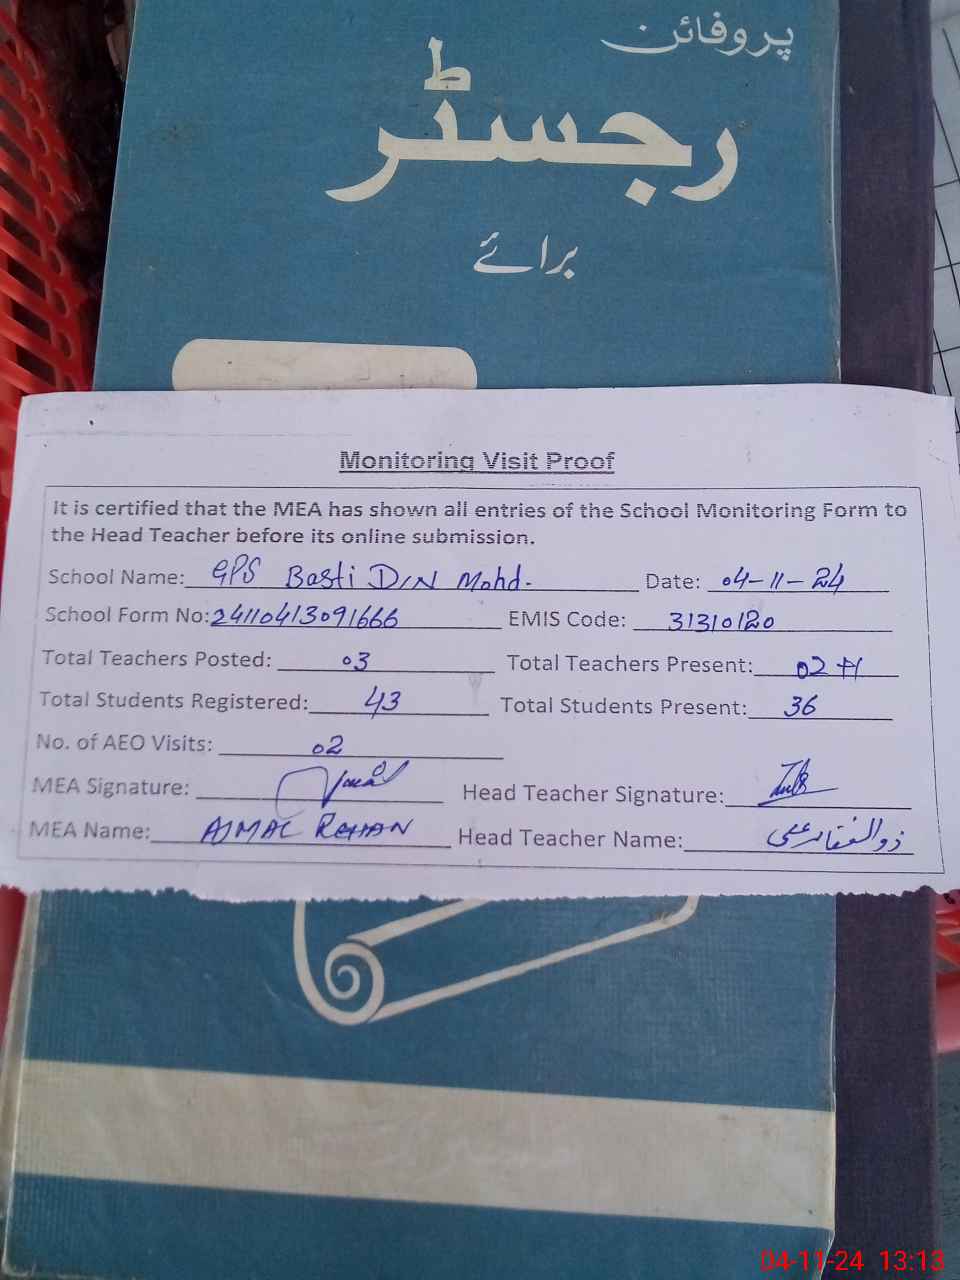 پروفائن
رجسٹر
برائے
Monitoring Visit Proof
It is certified that the MEA has shown all entries of the School Monitoring Form to
the Head Teacher before its online submission.
School Name: GPS Basti Din Mohd. Date: 04-11-24
School Form No: 24110413091666 EMIS Code: 31310120
Total Teachers Posted: 03 Total Teachers Present: 02
Total Students Registered: 43 Total Students Present: 36
No. of AEO Visits: 02
MEA Signature: Head Teacher Signature:
MEA Name: AJMAL REHAN Head Teacher Name: ذوالفقار علی
04-11-24 13:13